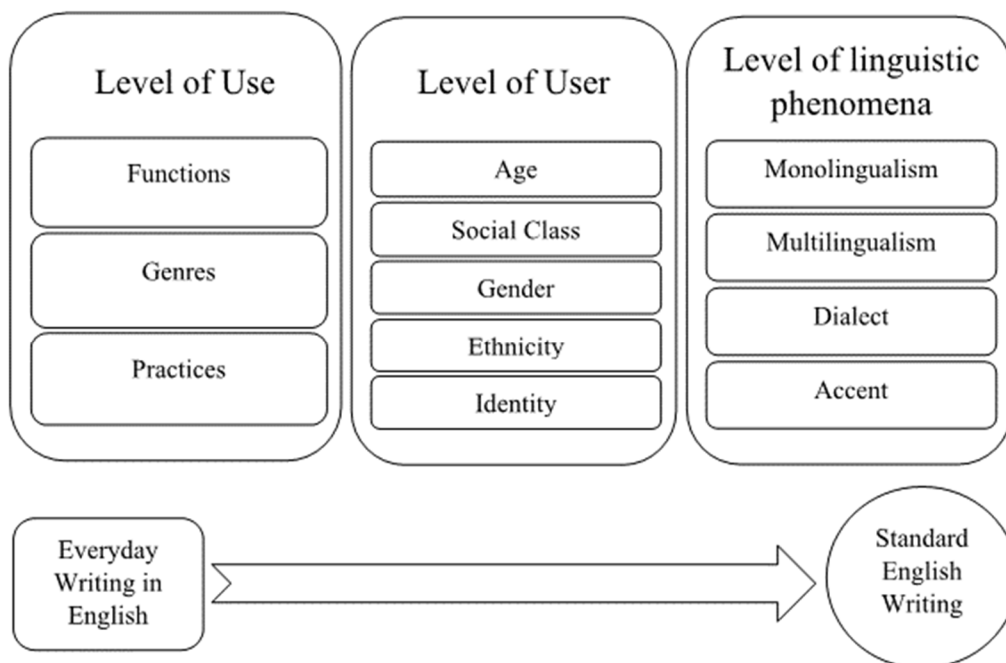 Level of Use
Functions
Genres
Practices
Level of User
Age
Social Class
Gender
Ethnicity
Identity
Level of linguistic
phenomena
Monolingualism
Multilingualism
Dialect
Accent
Everyday
Writing in
English
Standard
English
Writing